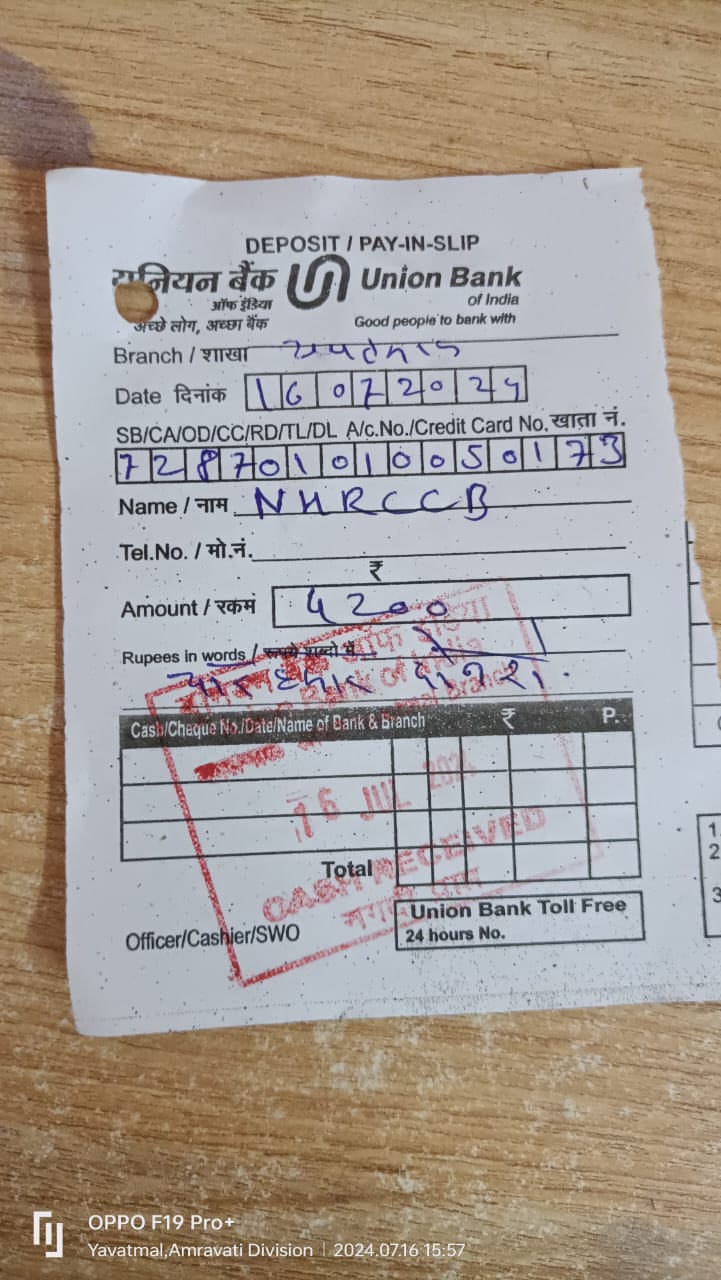 DEPOSIT / PAY-IN-SLIP
यूनियन बैंक Union Bank
ऑफ इंडिया of India
अच्छे लोग, अच्छा बैंक Good people to bank with
Branch / शाखा
Date दिनांक 16072024
SB/CA/OD/CC/RD/TL/DL A/c.No./Credit Card No. खाता नं.
728701010050173
Name / नाम NHRCCB
Tel.No. / मो.नं.
₹
Amount / रकमं 4200
Rupees in words / रूपये शब्दो में
चार हजार
Cash/Cheque No./Date/Name of Bank & Branch ₹ P.
16 JUL 2024
Total
CASH RECEIVED
Officer/Cashier/SWO
Union Bank Toll Free
24 hours No.
1
2
3
OPPO F19 Pro+
Yavatmal,Amravati Division | 2024.07.16 15:57